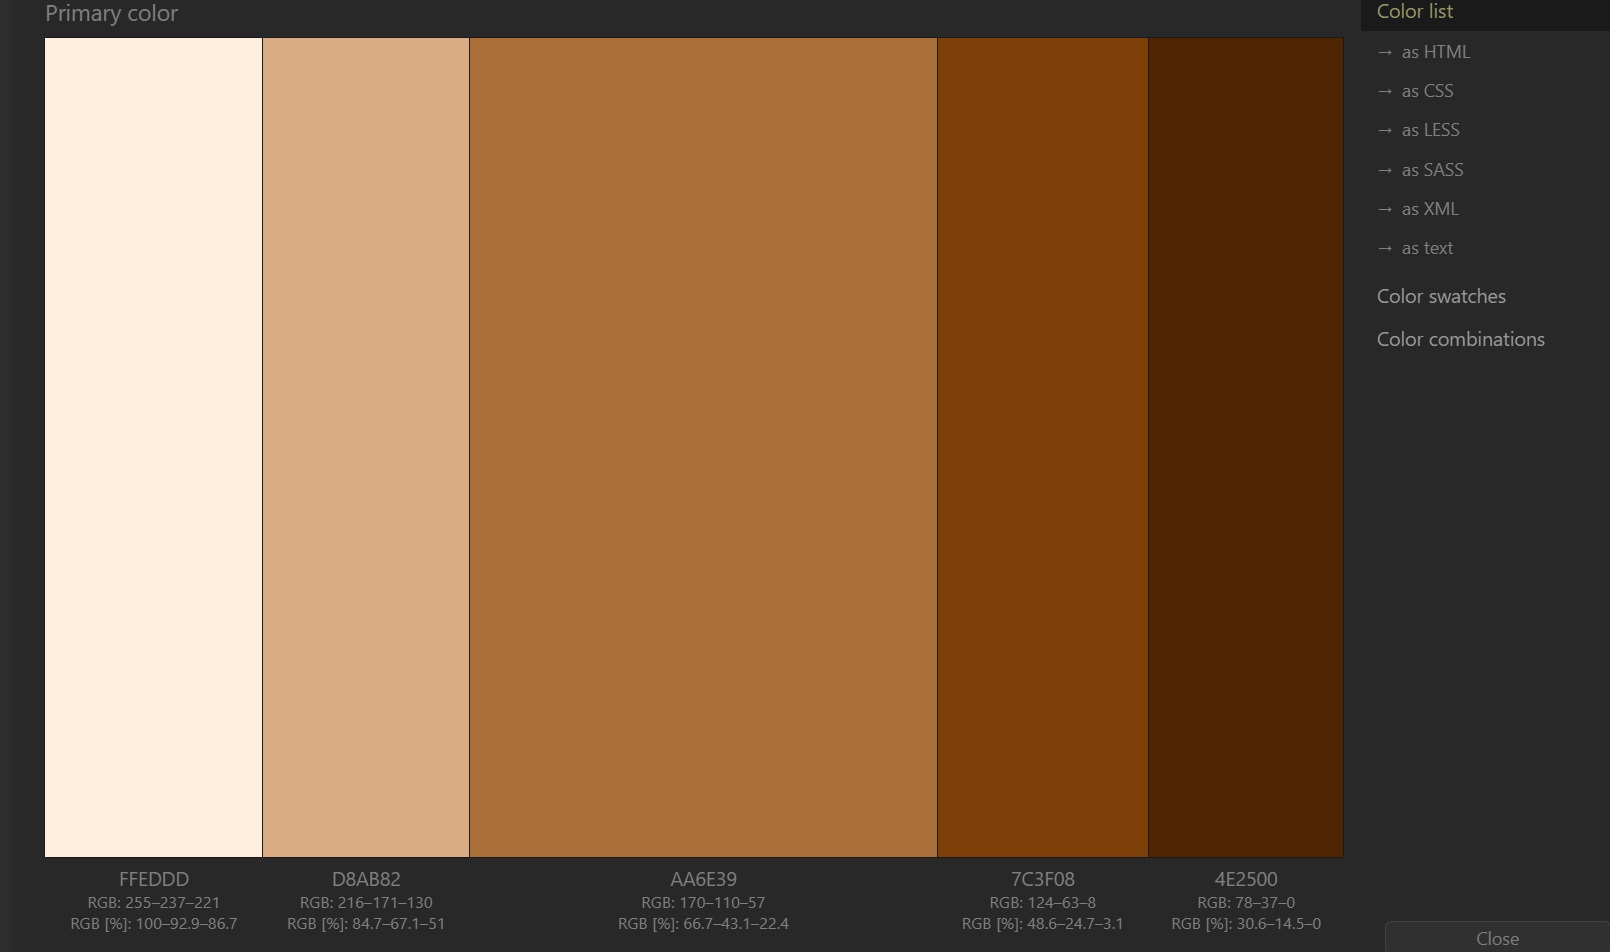 Primary color
FFEDDD
RGB: 255–237–221
RGB [%]: 100–92.9–86.7
D8AB82
RGB: 216–171–130
RGB [%]: 84.7–67.1–51
AA6E39
RGB: 170–110–57
RGB [%]: 66.7–43.1–22.4
7C3F08
RGB: 124–63–8
RGB [%]: 48.6–24.7–3.1
4E2500
RGB: 78–37–0
RGB [%]: 30.6–14.5–0
Color list
→ as HTML
→ as CSS
→ as LESS
→ as SASS
→ as XML
→ as text
Color swatches
Color combinations
Close